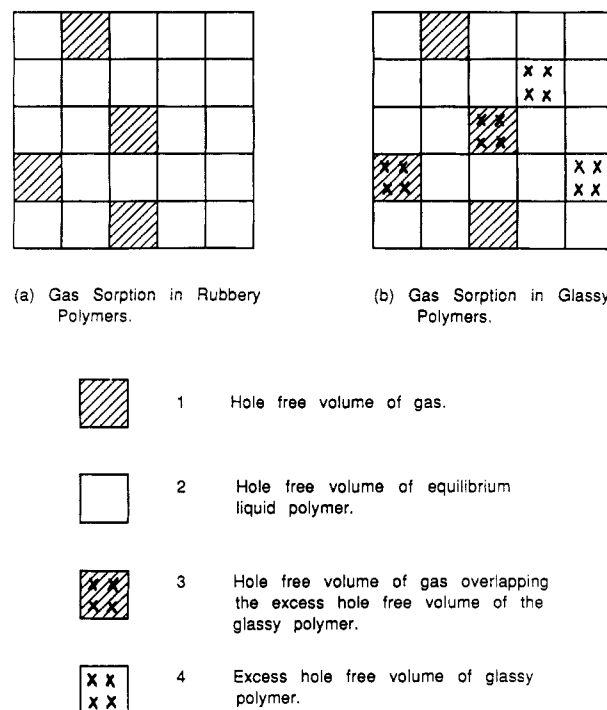 X X
X X
X X
X X
X X
X X
X X
X X
(a) Gas Sorption in Rubbery
Polymers.
(b) Gas Sorption in Glassy
Polymers.
1 Hole free volume of gas.
2 Hole free volume of equilibrium
liquid polymer.
X X
X X
3 Hole free volume of gas overlapping
the excess hole free volume of the
glassy polymer.
X X
X X
4 Excess hole free volume of glassy
polymer.